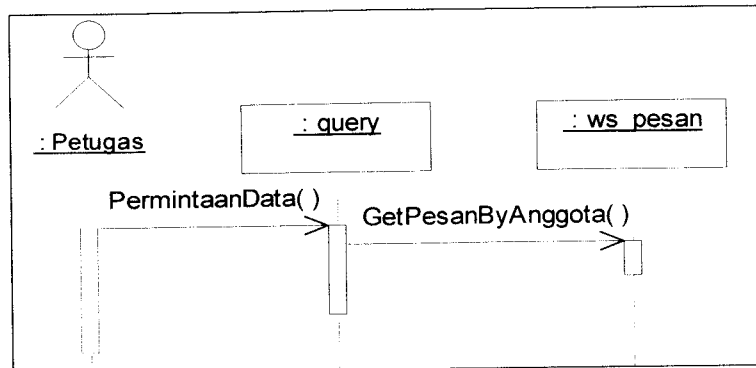 : Petugas
: query
: ws_pesan
PermintaanData( )
GetPesanByAnggota( )